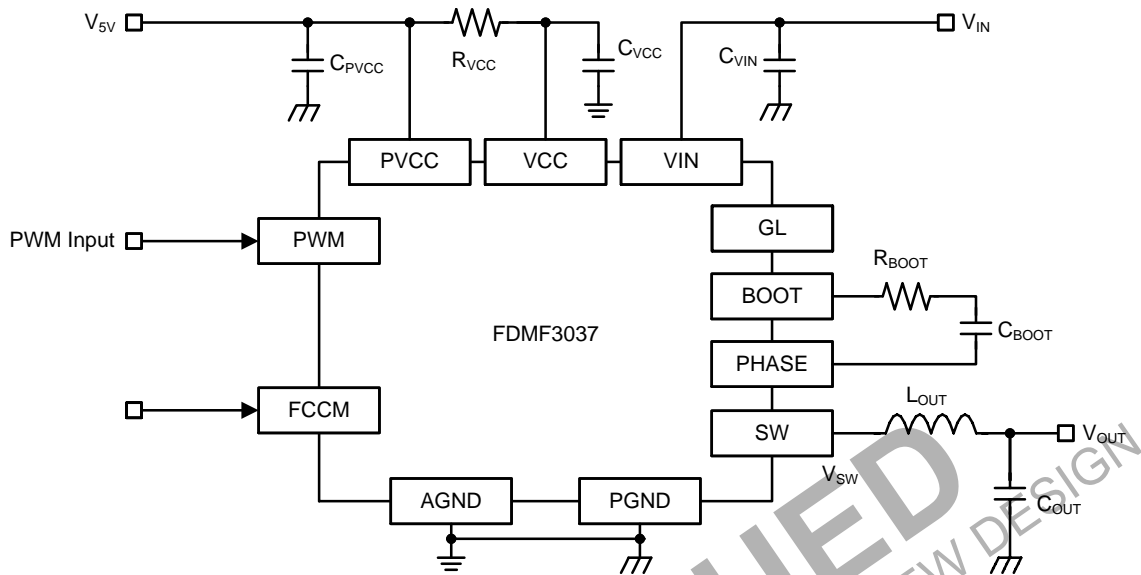 V5V
RVCC
CPVCC
CVCC
CVIN
VIN
PVCC
VCC
VIN
PWM Input
PWM
GL
BOOT
RBOOT
CBOOT
FDMF3037
PHASE
FCCM
SW
LOUT
VOUT
VSW
COUT
AGND
PGND
DESIGN